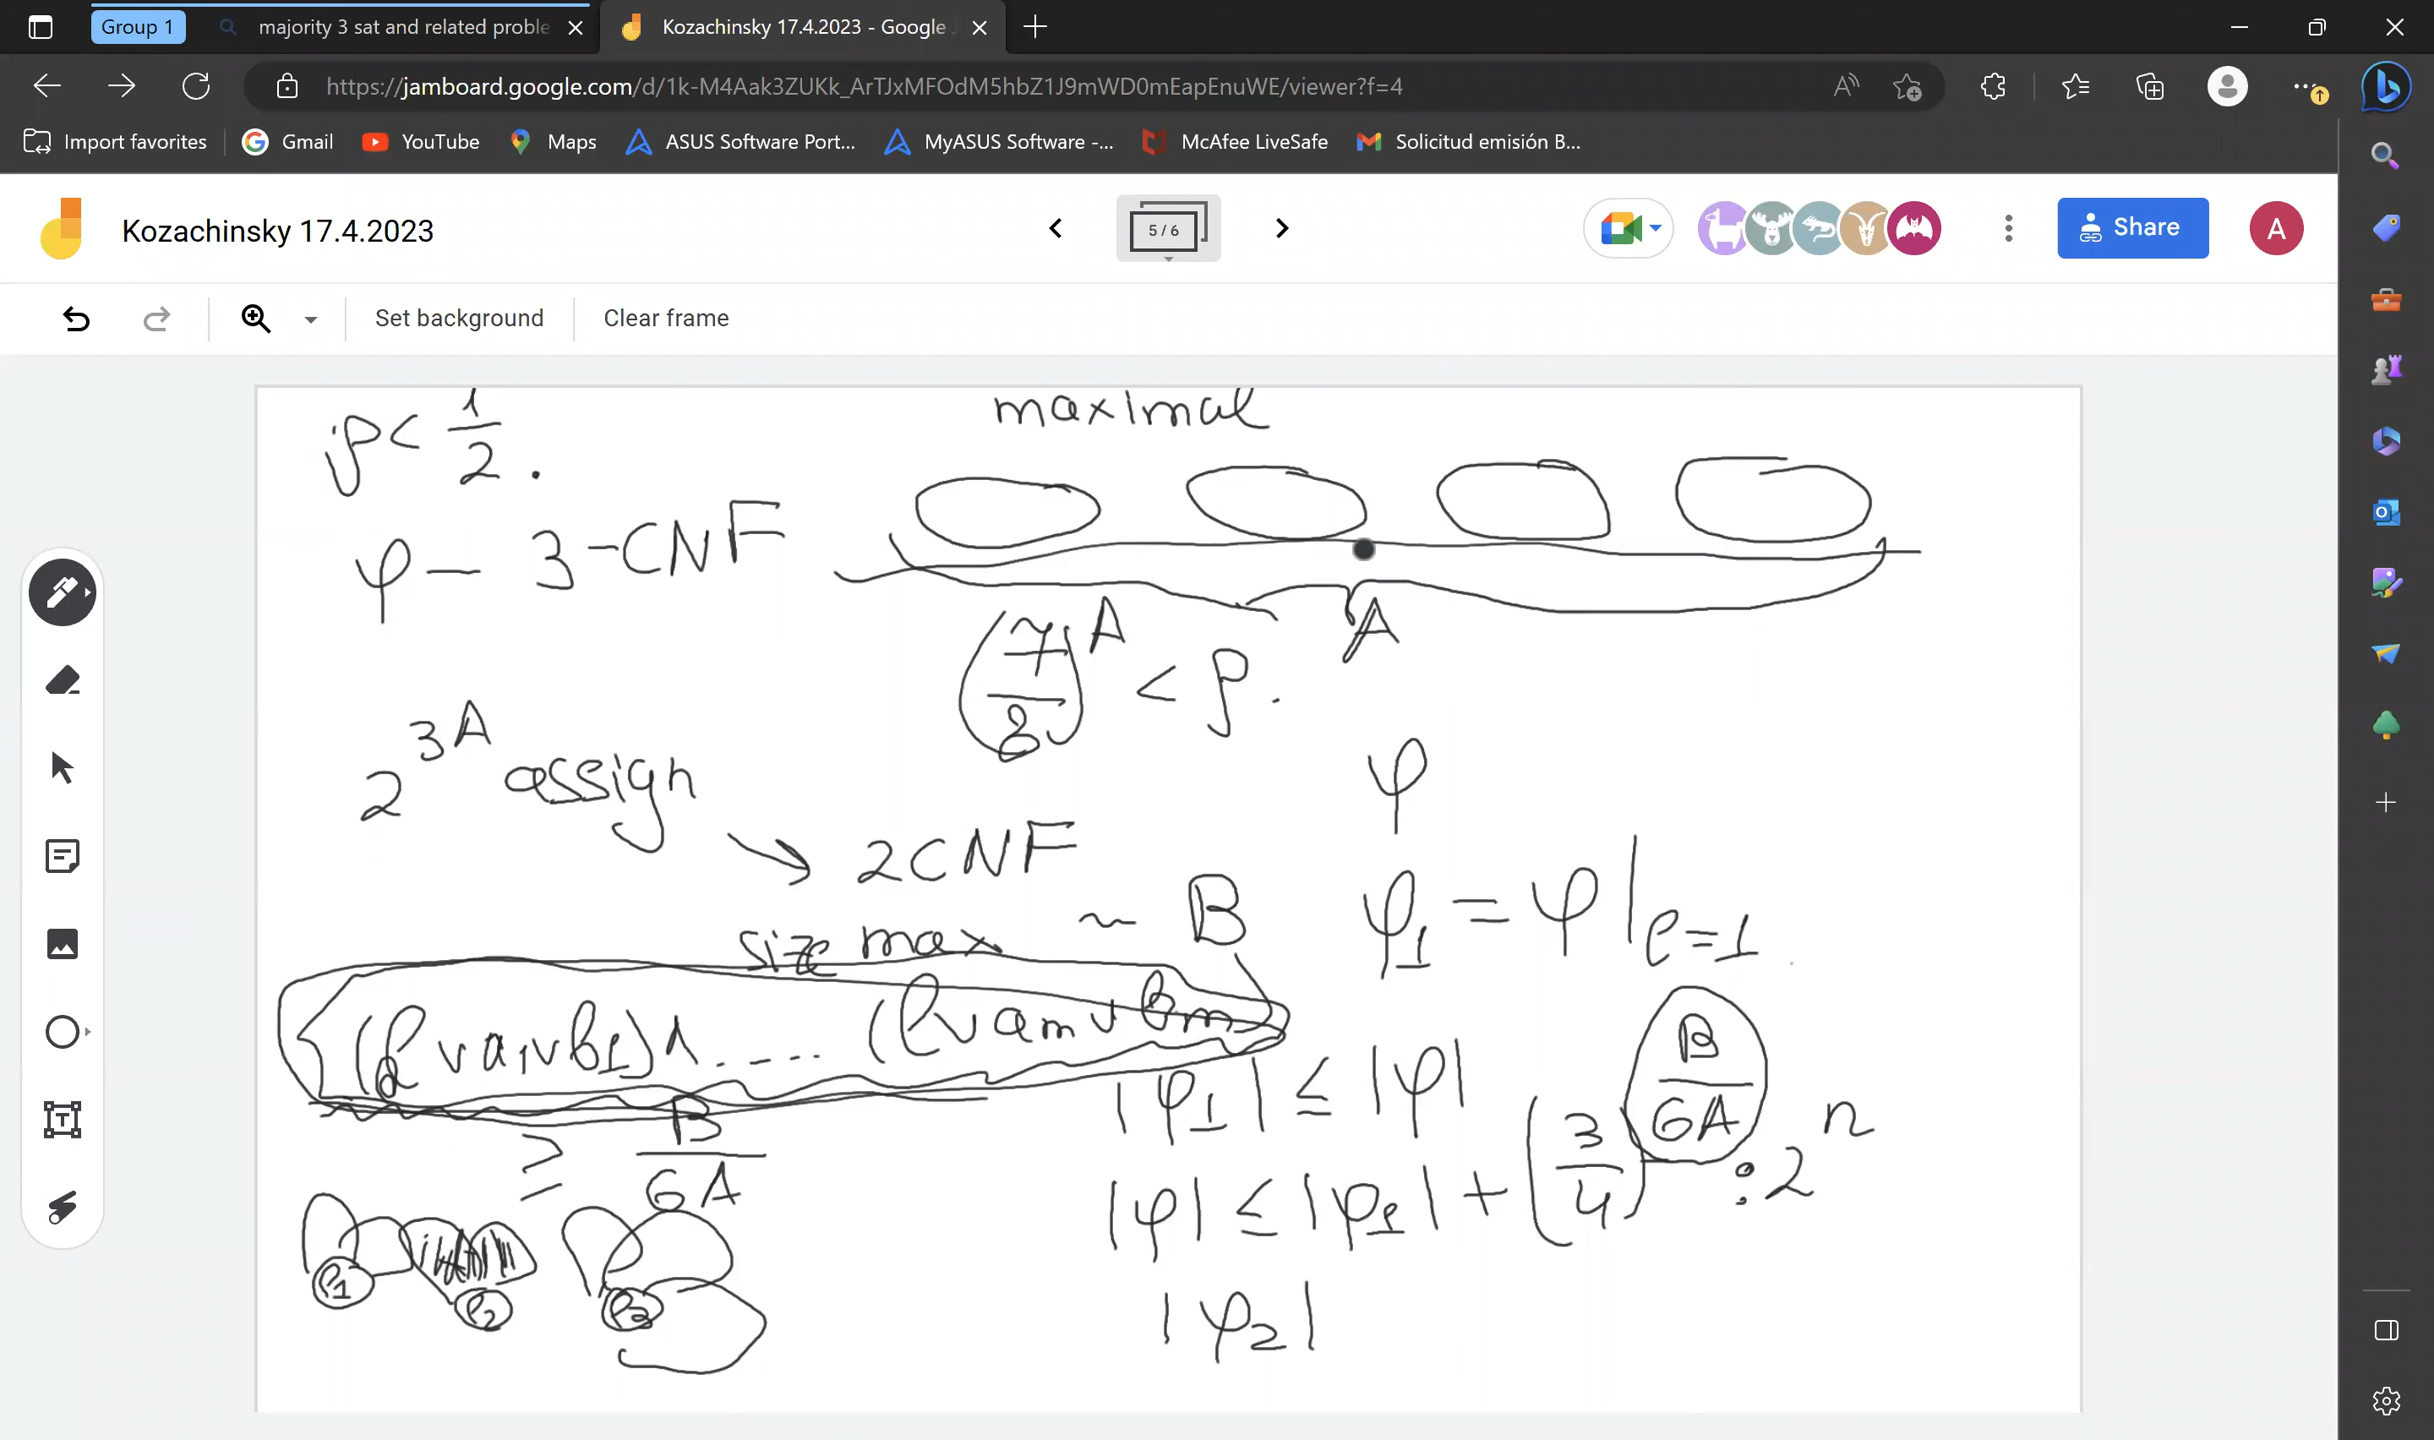 Group 1
majority 3 sat and related proble
Kozachinsky 17.4.2023 - Google
https://jamboard.google.com/d/1k-M4Aak3ZUKk_ArTJxMFOdM5hbZ1J9mWD0mEapEnuWE/viewer?f=4
Import favorites
Gmail
YouTube
Maps
ASUS Software Port...
MyASUS Software -...
McAfee LiveSafe
Solicitud emisión B...
Kozachinsky 17.4.2023
5 / 6
Share
A
Set background
Clear frame
maximal
ρ < 1/2 .
φ – 3-CNF
A
(7/8)^A < ρ .
2^3A assign
→ 2CNF
φ
size max ~ B
φ1 = φ|ℓ=1
(ℓ∨a1∨b1)∧.... (ℓ∨am∨bm)
≥ B/6A
|φ1| ≤ |φ|
|φ| ≤ |φ1| + (3/4)^B/6A · 2^n
ℓ1 ℓ2 ℓ3
|φ2|